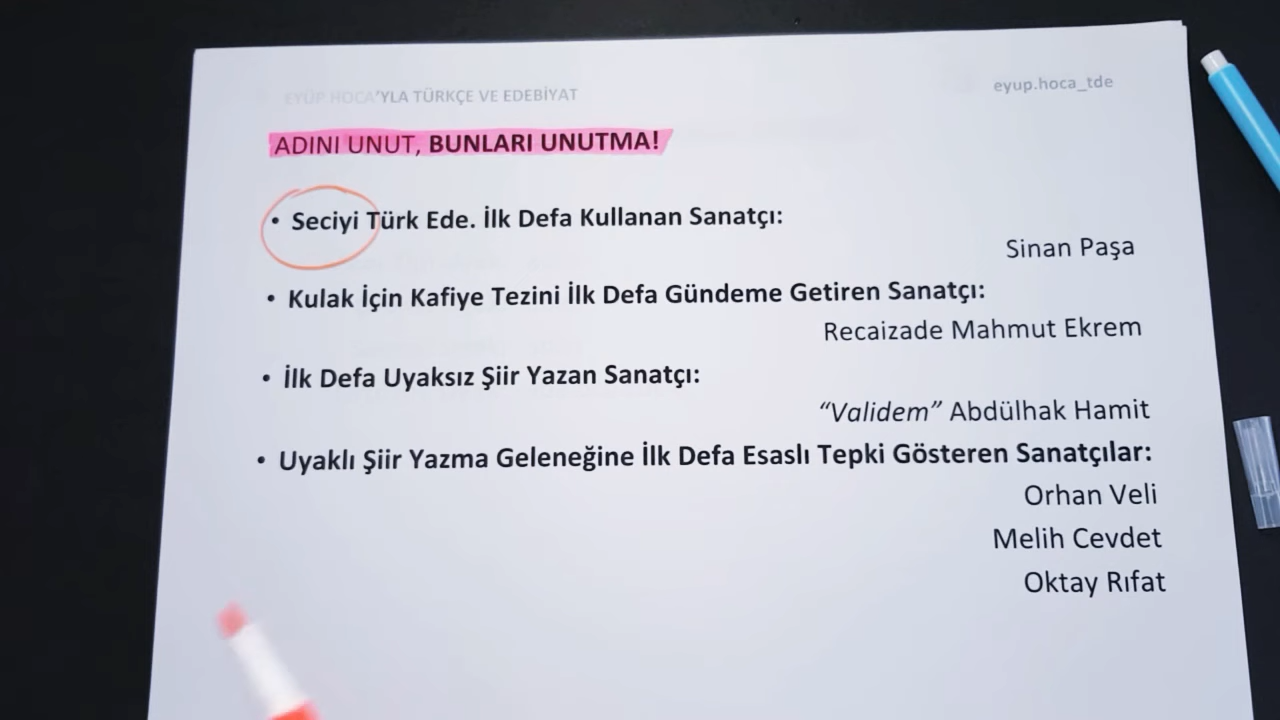 EYÜP HOCA'YLA TÜRKÇE VE EDEBİYAT
eyup.hoca_tde
ADINI UNUT, BUNLARI UNUTMA!
• Seciyi Türk Ede. İlk Defa Kullanan Sanatçı:
Sinan Paşa
• Kulak İçin Kafiye Tezini İlk Defa Gündeme Getiren Sanatçı:
Recaizade Mahmut Ekrem
• İlk Defa Uyaksız Şiir Yazan Sanatçı:
“Validem” Abdülhak Hamit
• Uyaklı Şiir Yazma Geleneğine İlk Defa Esaslı Tepki Gösteren Sanatçılar:
Orhan Veli
Melih Cevdet
Oktay Rıfat